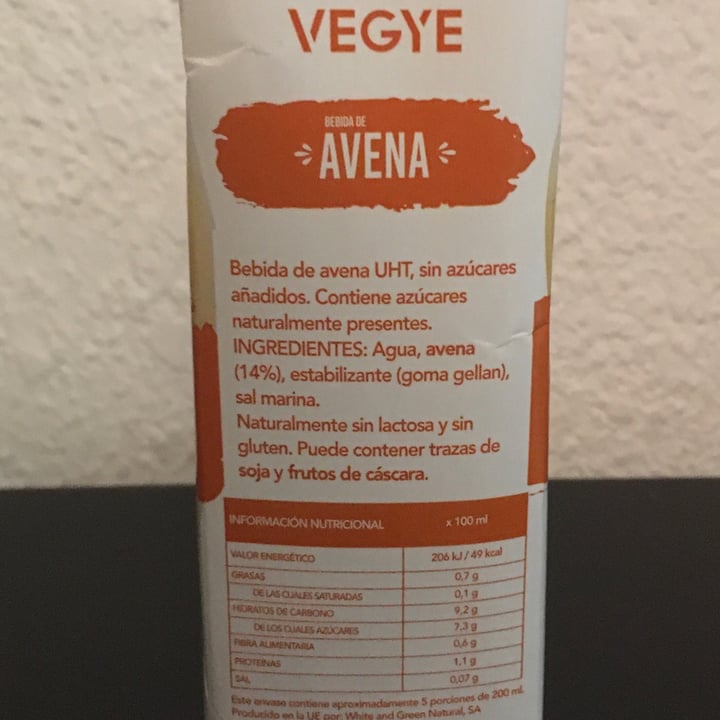 VEGYE
BEBIDA DE
AVENA
Bebida de avena UHT, sin azúcares
añadidos. Contiene azúcares
naturalmente presentes.
INGREDIENTES: Agua, avena
(14%), estabilizante (goma gellan),
sal marina.
Naturalmente sin lactosa y sin
gluten. Puede contener trazas de
soja y frutos de cáscara.
INFORMACIÓN NUTRICIONAL x 100 ml
VALOR ENERGÉTICO 206 kJ / 49 kcal
GRASAS 0,7 g
DE LAS CUALES SATURADAS 0,1 g
HIDRATOS DE CARBONO 9,2 g
DE LOS CUALES AZÚCARES 7,3 g
FIBRA ALIMENTARIA 0,6 g
PROTEÍNAS 1,1 g
SAL 0,07 g
Este envase contiene aproximadamente 5 porciones de 200 ml.
Producido en la UE por: White and Green Natural, SA